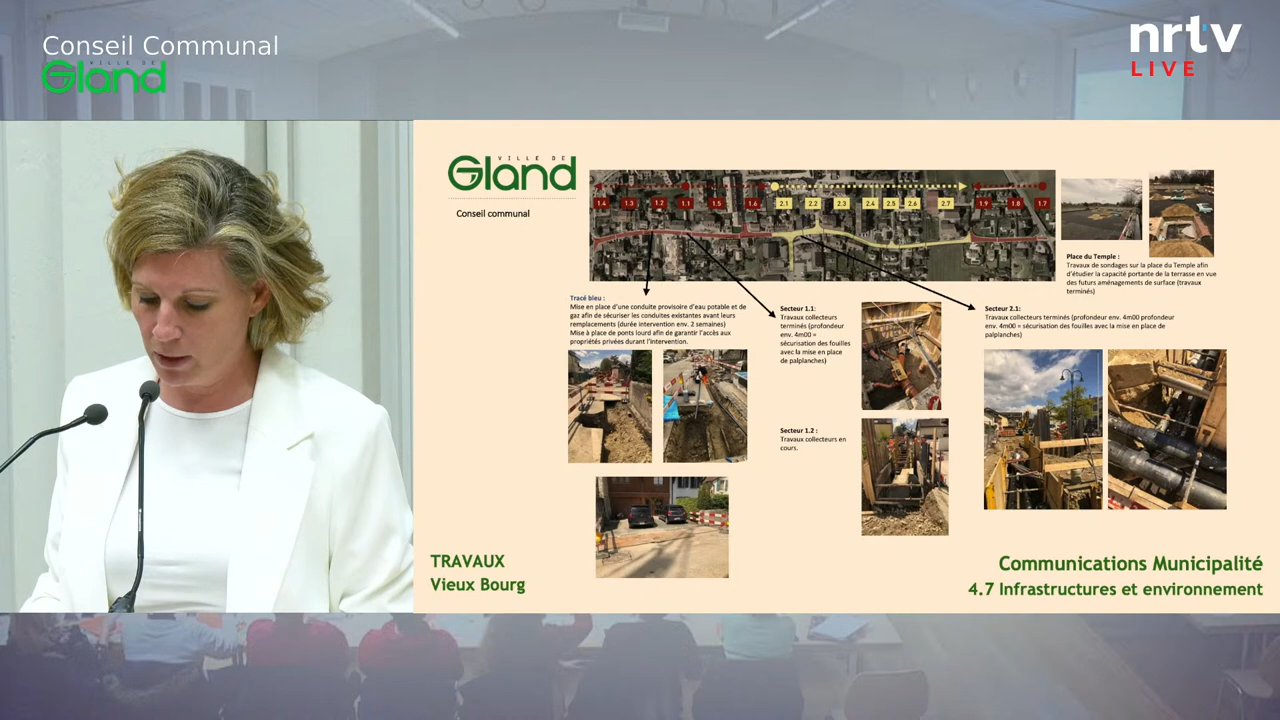 Conseil Communal
VILLE DE
Gland
nrtv
LIVE
VILLE DE
Gland
Conseil communal
1.4 1.3 1.2 1.1 1.5 1.6 2.1 2.2 2.3 2.4 2.5 2.6 2.7 1.9 1.8 1.7
Place du Temple :
Travaux de sondages sur la place du Temple afin
d'étudier la capacité portante de la terrasse en vue
des futurs aménagements de surface (travaux
terminés)
Tracé bleu :
Mise en place d'une conduite provisoire d'eau potable et de
gaz afin de sécuriser les conduites existantes avant leurs
remplacements (durée intervention env. 2 semaines)
Mise à place de ponts lourd afin de garantir l'accès aux
propriétés privées durant l'intervention.
Secteur 1.1:
Travaux collecteurs
terminés (profondeur
env. 4m00 =
sécurisation des fouilles
avec la mise en place
de palplanches)
Secteur 2.1:
Travaux collecteurs terminés (profondeur env. 4m00 profondeur
env. 4m00 = sécurisation des fouilles avec la mise en place de
palplanches)
Secteur 1.2 :
Travaux collecteurs en
cours.
TRAVAUX
Vieux Bourg
Communications Municipalité
4.7 Infrastructures et environnement